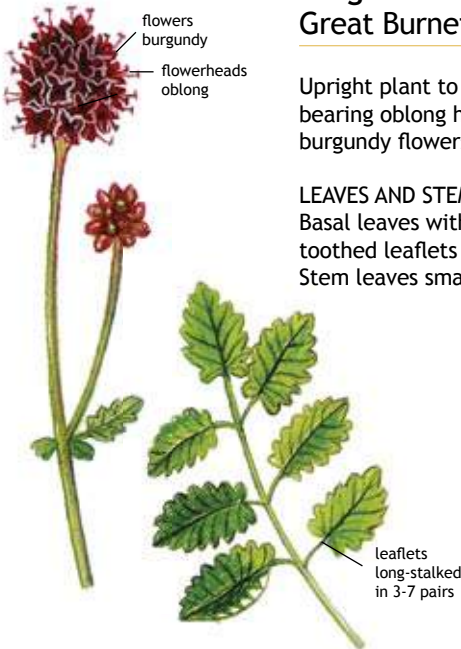 flowers
burgundy
flowerheads
oblong
Upright plant to
bearing oblong h
burgundy flower
LEAVES AND STEM
Basal leaves with
toothed leaflets
Stem leaves sma
leaflets
long-stalked
in 3-7 pairs
Great Burne